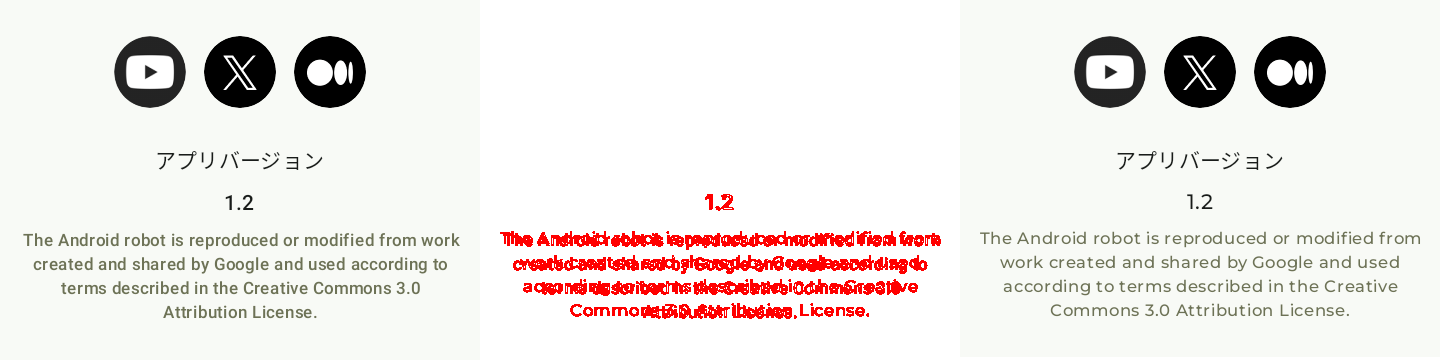 アプリバージョン
1.2
The Android robot is reproduced or modified from work
created and shared by Google and used according to
terms described in the Creative Commons 3.0
Attribution License.
1.2
アプリバージョン
1.2
The Android robot is reproduced or modified from
work created and shared by Google and used
according to terms described in the Creative
Commons 3.0 Attribution License.